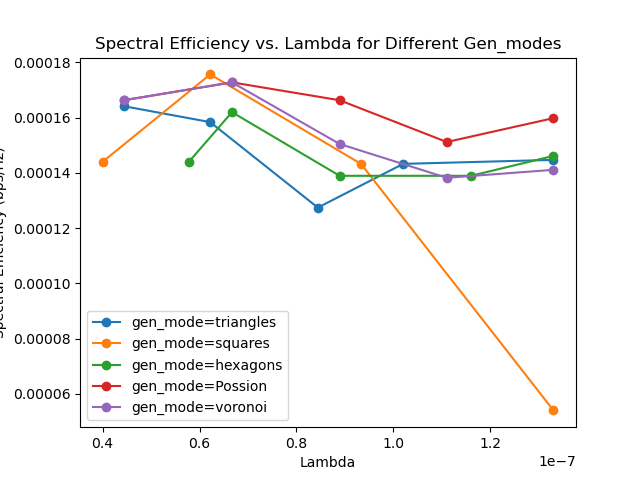 Spectral Efficiency vs. Lambda for Different Gen_modes
0.00018
0.00016
0.00014
0.00012
0.00010
0.00008
0.00006
Spectral Efficiency (bps/Hz)
gen_mode=triangles
gen_mode=squares
gen_mode=hexagons
gen_mode=Possion
gen_mode=voronoi
0.4 0.6 0.8 1.0 1.2
1e−7
Lambda